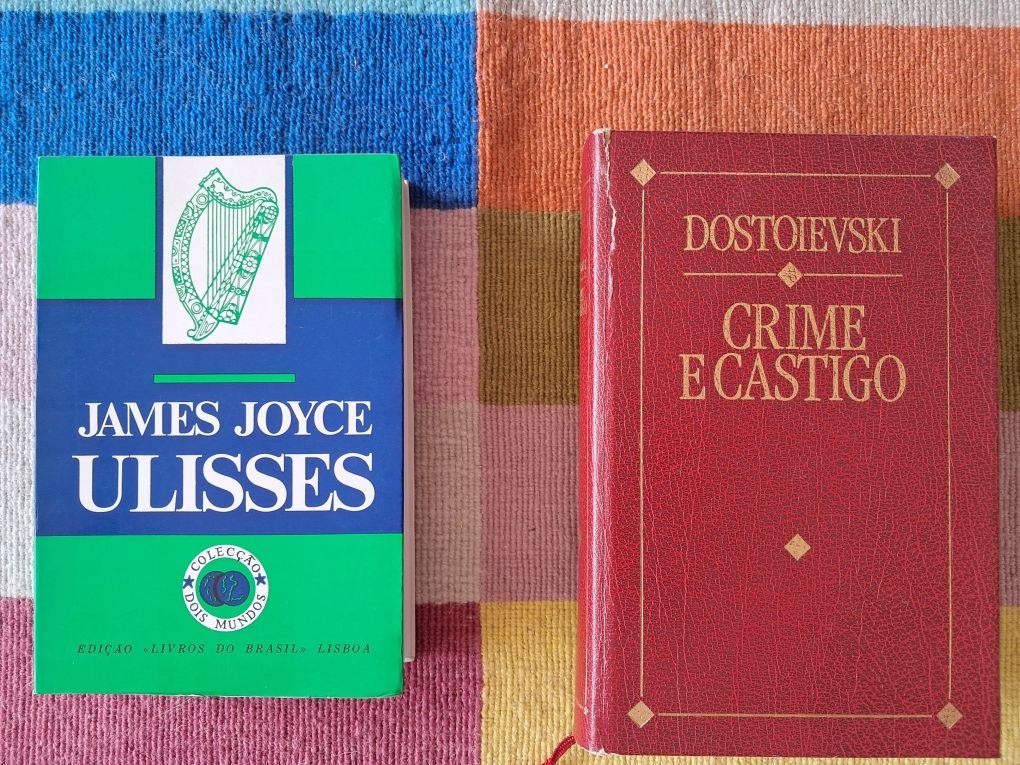 JAMES JOYCE
ULISSES
COLECÇÃO
DOIS MUNDOS
EDIÇÃO «LIVROS DO BRASIL» LISBOA
DOSTOIEVSKI
CRIME
E CASTIGO